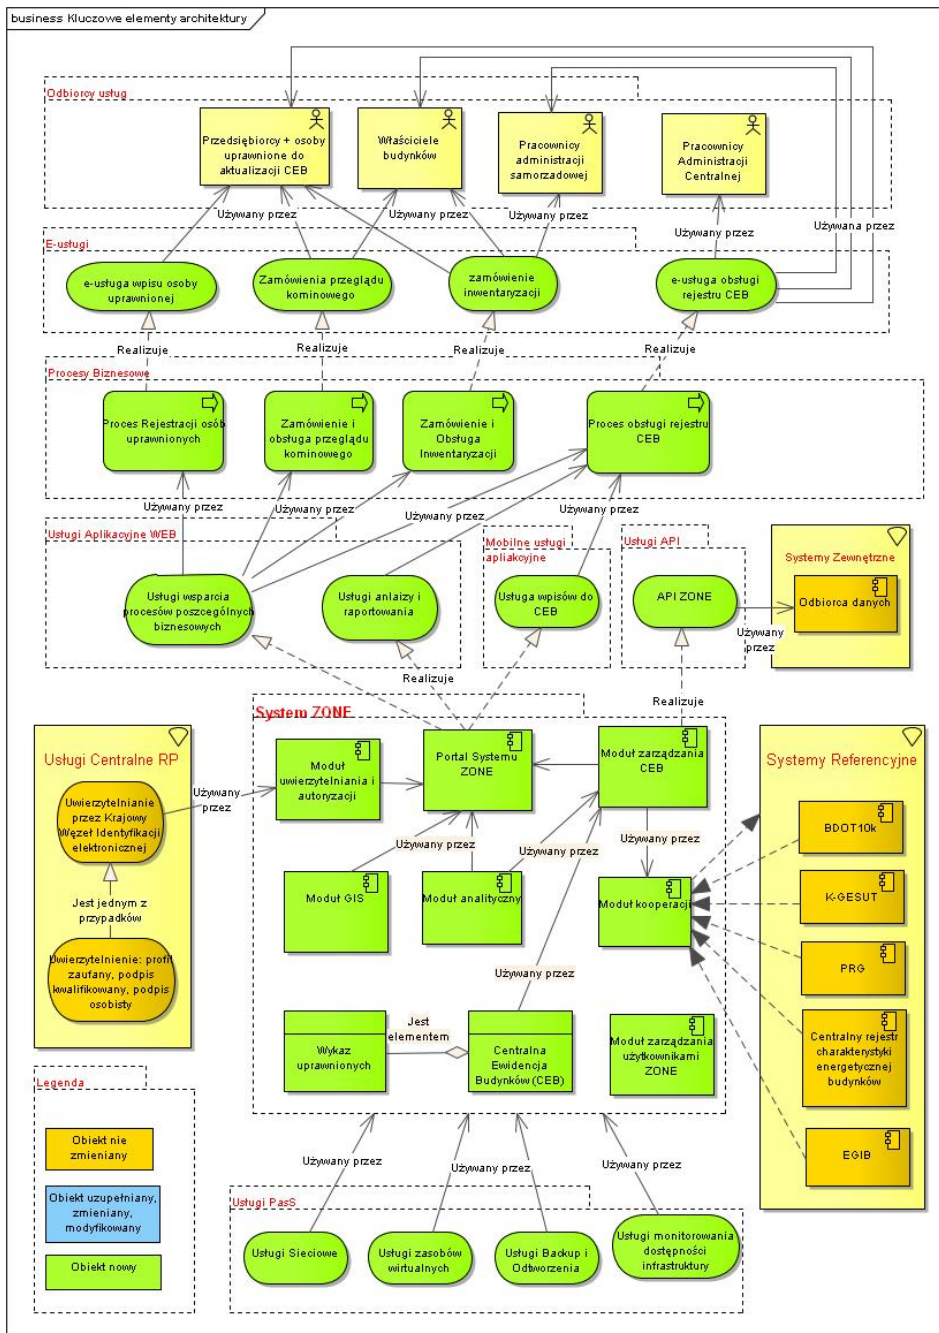 business Kluczowe elementy architektury
Odbiorcy usług
Przedsiębiorcy + osoby
uprawnione do
aktualizacji CEB
Właściciele
budynków
Pracownicy
administracji
samorzadowej
Pracownicy
Administracji
Centralnej
Używany przez
Używany przez
Używany przez
Używany przez
Używana przez
E-usługi
e-usługa wpisu osoby
uprawnionej
Zamówienia przeglądu
kominowego
zamówienie
inwentaryzacji
e-usługa obsługi
rejestru CEB
Realizuje
Realizuje
Realizuje
Realizuje
Procesy Biznesowe
Proces Rejestracji osób
uprawnionych
Zamówienie i
obsługa przeglądu
kominowego
Zamówienie i
Obsługa
Inwentaryzacji
Proces obsługi rejestru
CEB
Używany przez
Używany przez
Używany przez
Używany przez
Usługi Aplikacyjne WEB
Mobilne usługi
apliakcyjne
Usługi API
Systemy Zewnętrzne
Usługi wsparcia
procesów poszcególnych
biznesowych
Usługi anlaizy i
raportowania
Usługa wpisów do
CEB
API ZONE
Odbiorca danych
Używany
przez
Realizuje
Realizuje
System ZONE
Usługi Centralne RP
Systemy Referencyjne
Moduł
uwierzytelniania i
autoryzacji
Portal Systemu
ZONE
Moduł zarządzania
CEB
Uwierzytelnianie
przez Krajowy
Węzeł Identyfikacji
elektronicznej
Używany
przez
BDOT10k
Używany przez
Używany przez
Używany przez
Moduł GIS
Moduł analityczny
Moduł kooperacji
K-GESUT
Jest jednym z
przypadków
Uwierzytelnienie: profil
zaufany, podpis
kwalifikowany, podpis
osobisty
Używany przez
PRG
Wykaz
uprawnionych
Jest
elementem
Centralna
Ewidencja
Budynków (CEB)
Moduł zarządzania
użytkownikami
ZONE
Centralny rejestr
charakterystyki
energetycznej
budynków
EGIB
Legenda
Obiekt nie
zmieniany
Obiekt uzupełniany,
zmieniany,
modyfikowany
Obiekt nowy
Używany przez
Używany przez
Używany przez
Używany przez
Usługi PasS
Usługi Sieciowe
Usługi zasobów
wirtualnych
Usługi Backup i
Odtworzenia
Usługi monitorowania
dostępności
infrastruktury